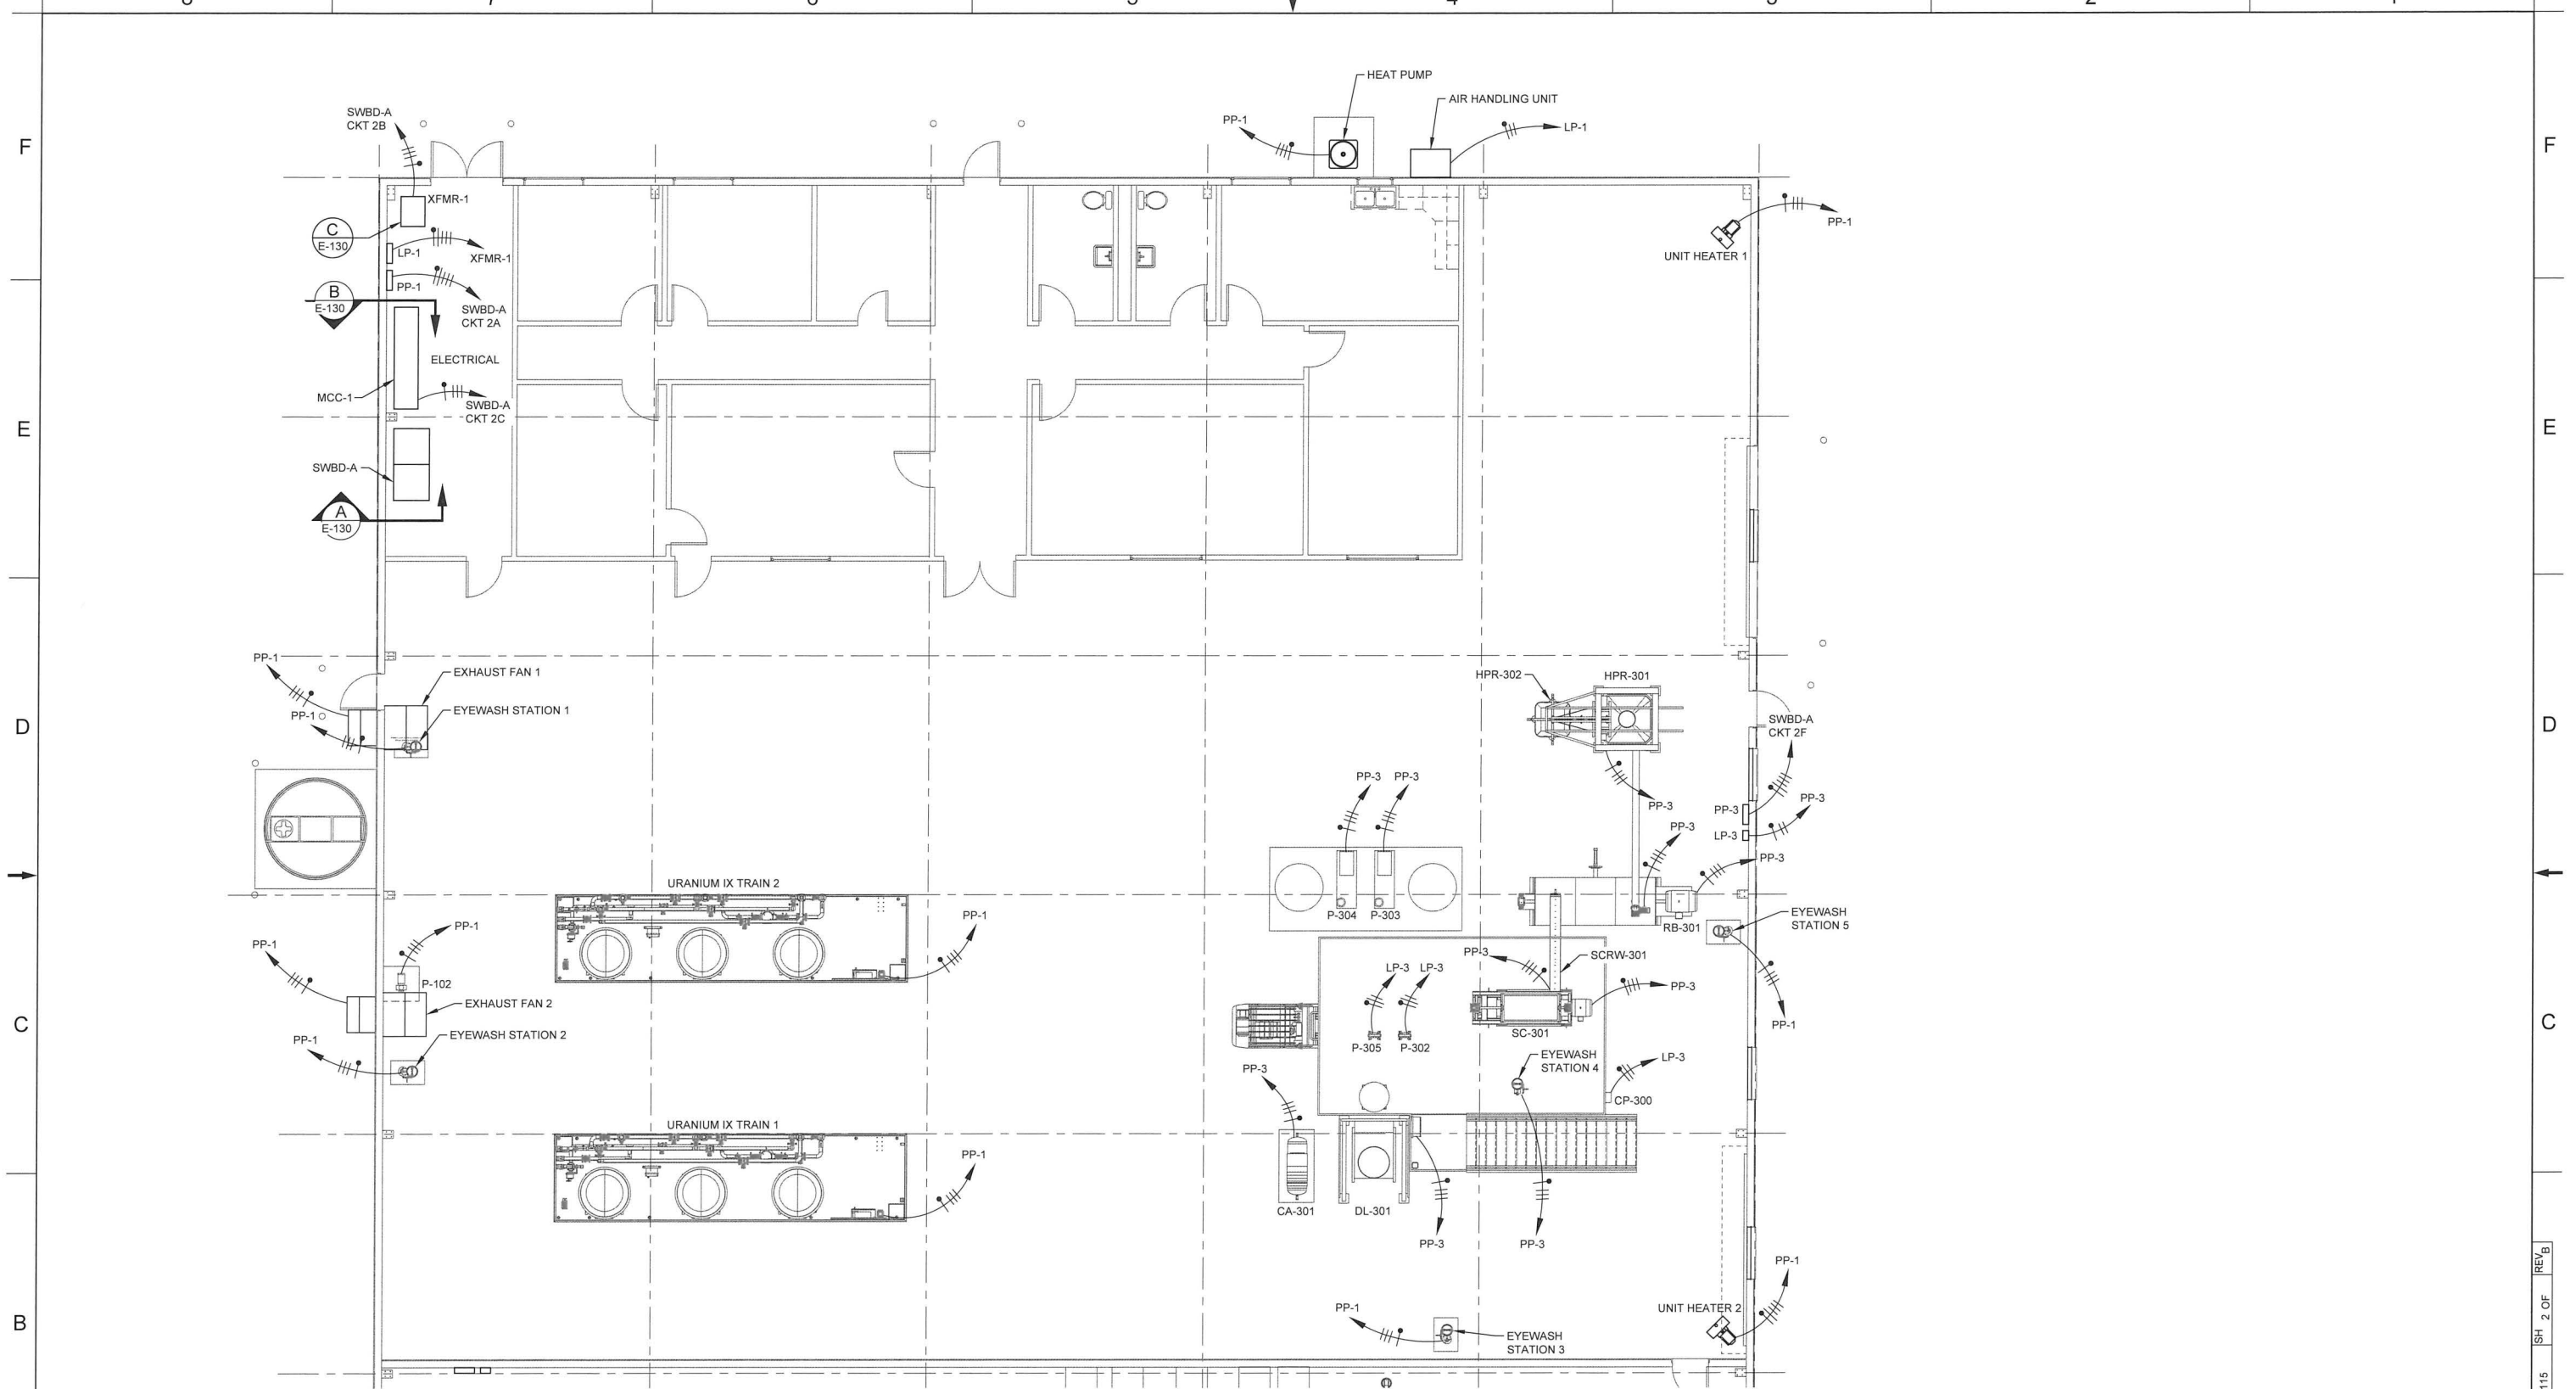 7
4
2
HEAT PUMP
AIR HANDLING UNIT
SWBD-A
CKT 2B
PP-1
LP-1
F
F
XFMR-1
C
E-130
LP-1
XFMR-1
PP-1
UNIT HEATER 1
B
E-130
PP-1
SWBD-A
CKT 2A
ELECTRICAL
MCC-1
SWBD-A
CKT 2C
E
E
SWBD-A
A
E-130
PP-1
EXHAUST FAN 1
EYEWASH STATION 1
PP-1
HPR-302
HPR-301
SWBD-A
CKT 2F
D
D
PP-3
PP-3
PP-3
PP-3
PP-3
LP-3
PP-3
PP-3
URANIUM IX TRAIN 2
P-304
P-303
RB-301
EYEWASH
STATION 5
PP-1
PP-1
PP-1
P-102
EXHAUST FAN 2
EYEWASH STATION 2
PP-1
PP-3
SCRW-301
LP-3
LP-3
PP-3
SC-301
P-305
P-302
PP-1
C
C
EYEWASH
STATION 4
LP-3
PP-3
CP-300
URANIUM IX TRAIN 1
PP-1
CA-301
DL-301
PP-3
PP-3
PP-1
PP-1
UNIT HEATER 2
EYEWASH
STATION 3
B
REV
B
SH 2 OF
115